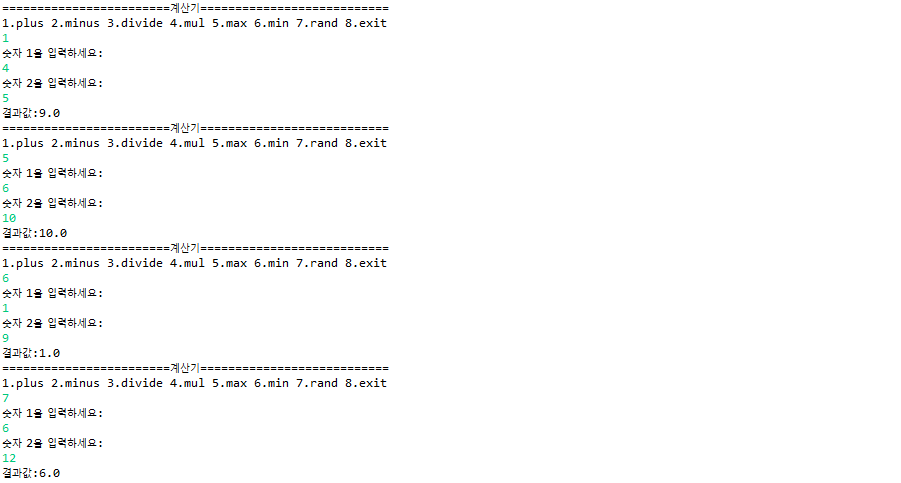 ========================계산기===========================
1.plus 2.minus 3.divide 4.mul 5.max 6.min 7.rand 8.exit
1
숫자 1을 입력하세요:
4
숫자 2을 입력하세요:
5
결과값:9.0
========================계산기===========================
1.plus 2.minus 3.divide 4.mul 5.max 6.min 7.rand 8.exit
5
숫자 1을 입력하세요:
6
숫자 2을 입력하세요:
10
결과값:10.0
========================계산기===========================
1.plus 2.minus 3.divide 4.mul 5.max 6.min 7.rand 8.exit
6
숫자 1을 입력하세요:
1
숫자 2을 입력하세요:
9
결과값:1.0
========================계산기===========================
1.plus 2.minus 3.divide 4.mul 5.max 6.min 7.rand 8.exit
7
숫자 1을 입력하세요:
6
숫자 2을 입력하세요:
12
결과값:6.0